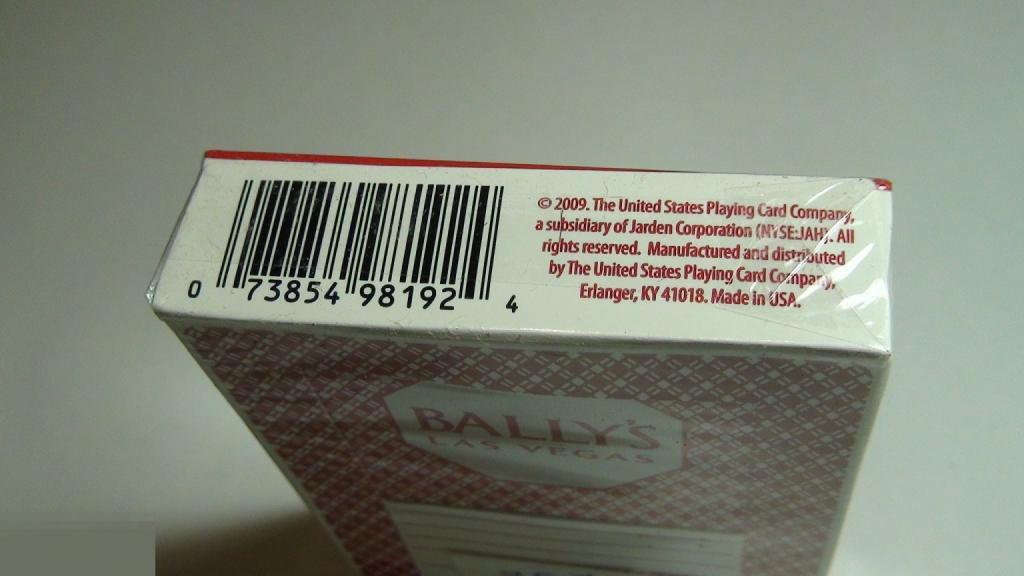 0 73854 98192 4
© 2009. The United States Playing Card Company,
a subsidiary of Jarden Corporation (NYSE:JAH). All
rights reserved. Manufactured and distributed
by The United States Playing Card Company,
Erlanger, KY 41018. Made in USA.
BALLY'S
LAS VEGAS